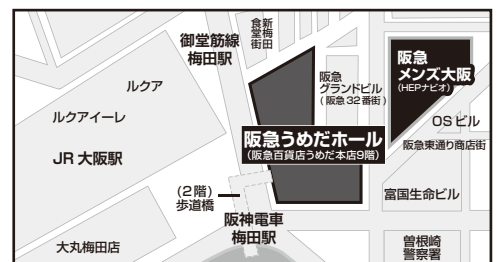 御堂筋線
梅田駅
新梅田
食堂街
阪急
メンズ大阪
(HEPナビオ)
阪急
グランドビル
(阪急32番街)
ルクア
ルクアイーレ
OSビル
阪急うめだホール
(阪急百貨店うめだ本店9階)
阪急東通り商店街
JR大阪駅
(2階)
歩道橋
富国生命ビル
阪神電車
梅田駅
大丸梅田店
曽根崎
警察署